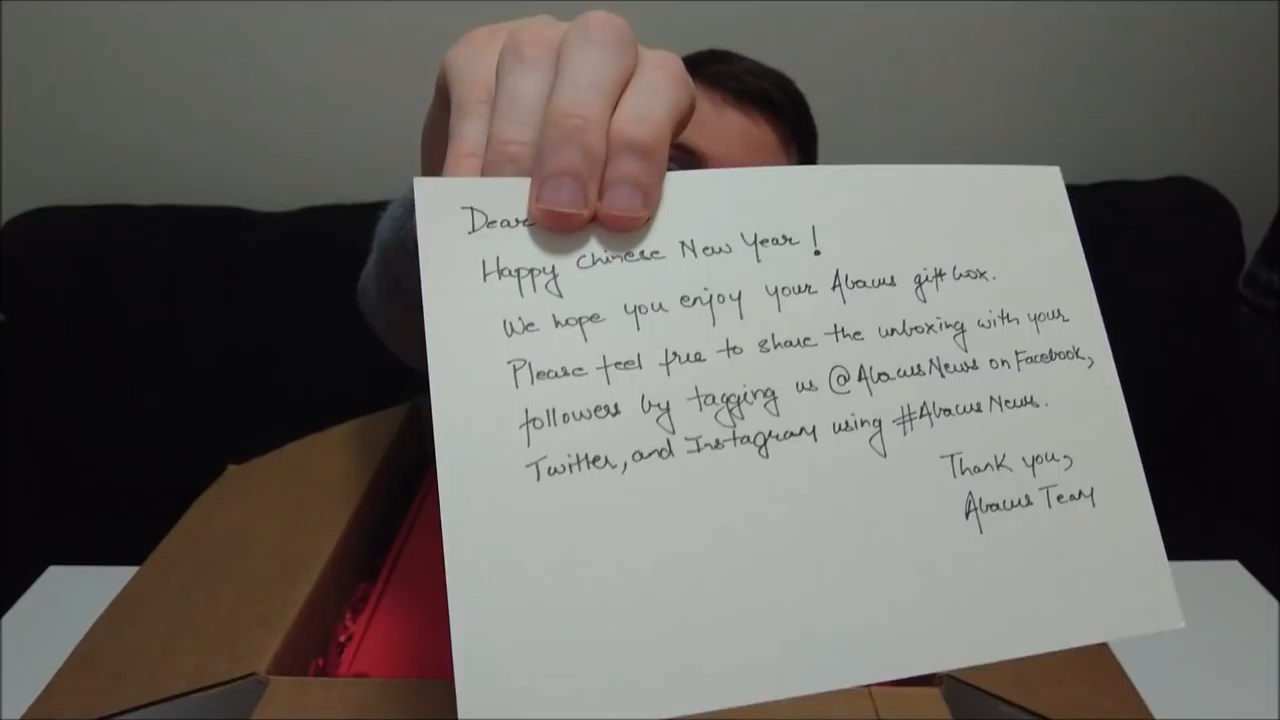 Dear
Happy Chinese New Year!
We hope you enjoy your Abacus gift box.
Please feel free to share the unboxing with your
followers by tagging us @AbacusNews on Facebook,
Twitter, and Instagram using #AbacusNews.
Thank you,
Abacus Team